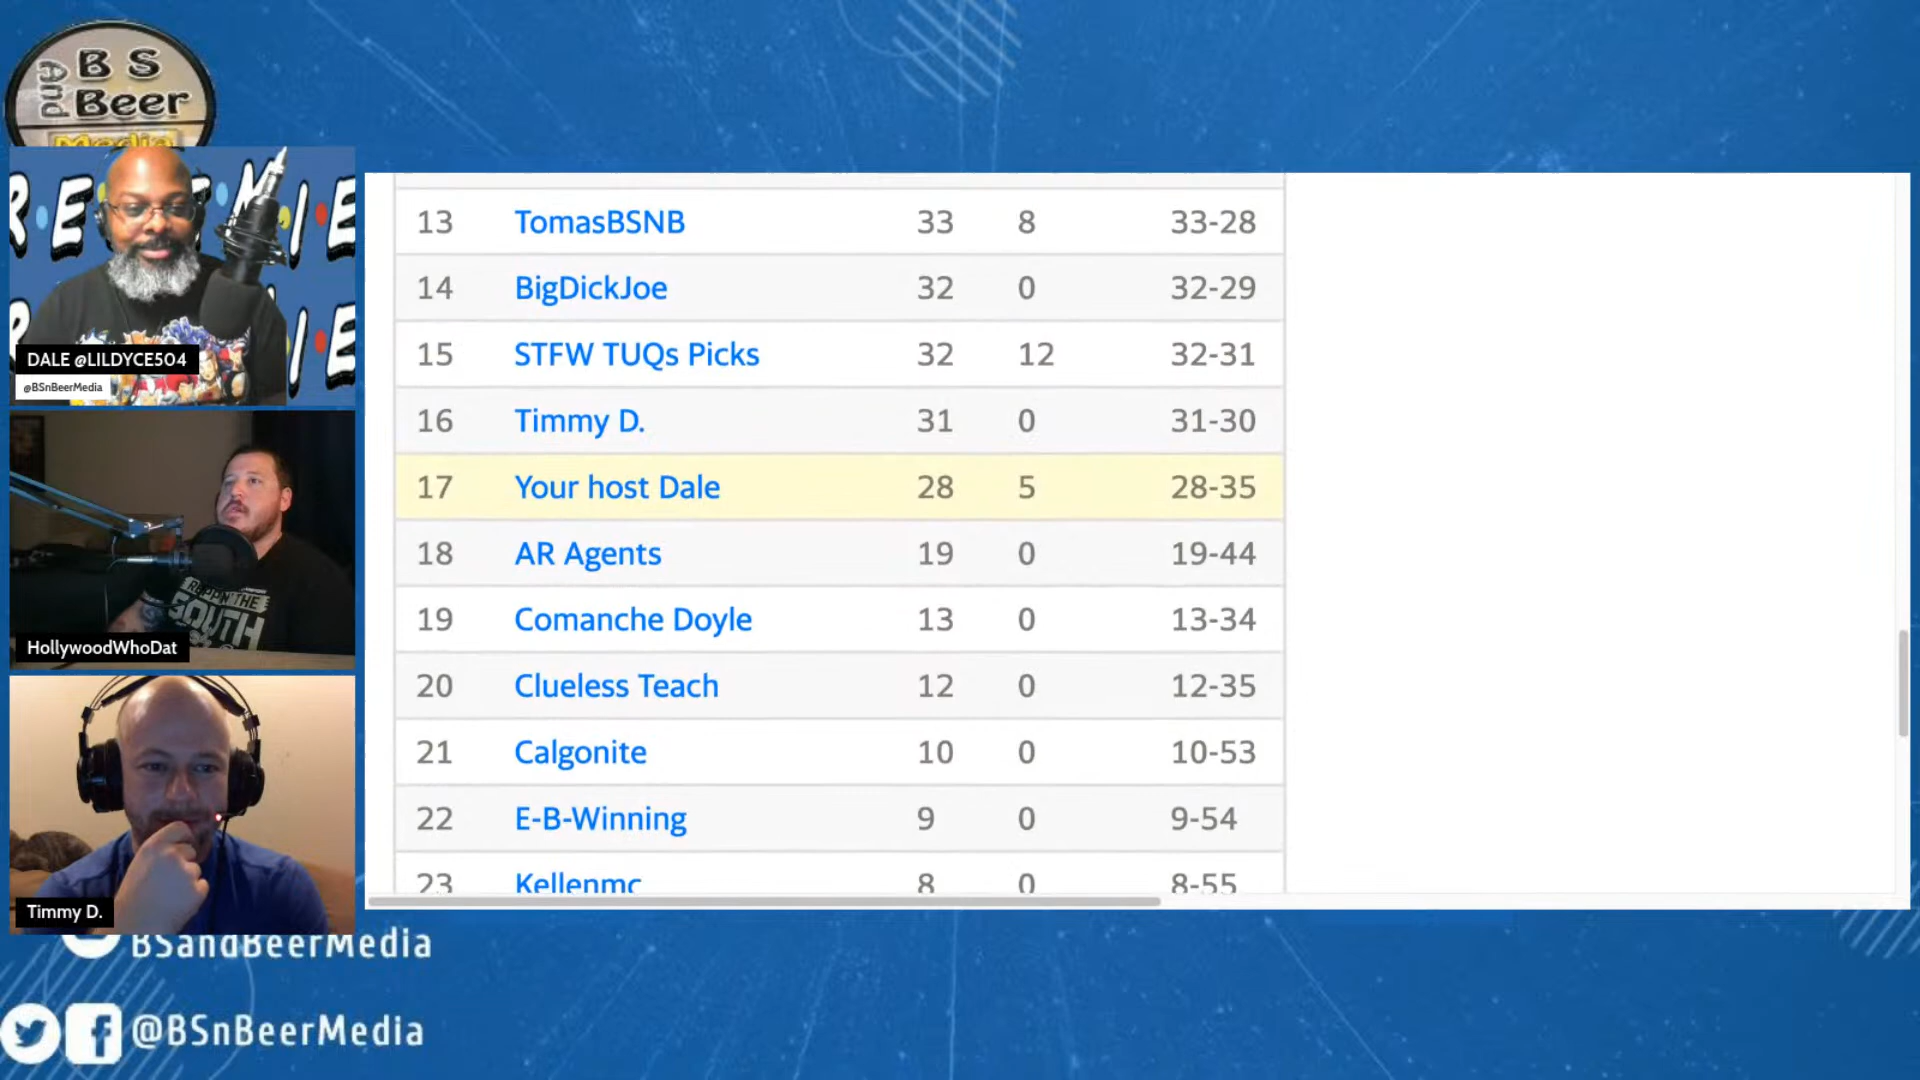 B S
And
Beer
Media
DALE @LILDYCE504
@BSnBeerMedia
REPPIN' THE
SOUTH
HollywoodWhoDat
Timmy D.
13 TomasBSNB 33 8 33-28
14 BigDickJoe 32 0 32-29
15 STFW TUQs Picks 32 12 32-31
16 Timmy D. 31 0 31-30
17 Your host Dale 28 5 28-35
18 AR Agents 19 0 19-44
19 Comanche Doyle 13 0 13-34
20 Clueless Teach 12 0 12-35
21 Calgonite 10 0 10-53
22 E-B-Winning 9 0 9-54
23 Kellenmc 8 0 8-55
BSandBeerMedia
@BSnBeerMedia